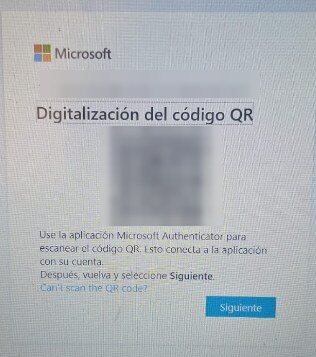 Microsoft
Digitalización del código QR
Use la aplicación Microsoft Authenticator para
escanear el código QR. Esto conecta a la aplicación
con su cuenta.
Después, vuelva y seleccione Siguiente.
Can't scan the QR code?
Siguiente